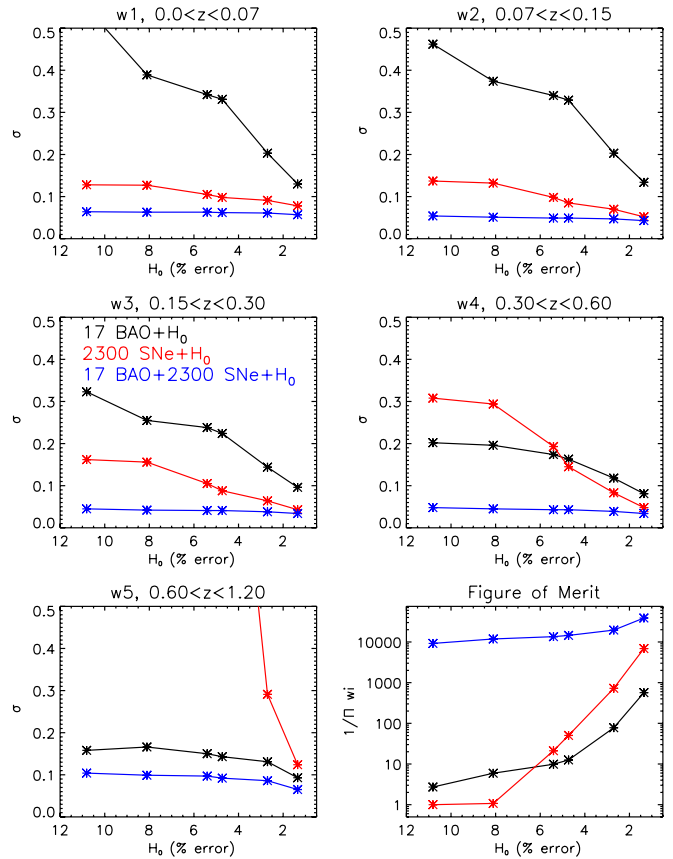 w1, 0.0<z<0.07
0.5
0.4
0.3
0.2
0.1
0.0
σ
12 10 8 6 4 2
H₀ (% error)
w2, 0.07<z<0.15
0.5
0.4
0.3
0.2
0.1
0.0
σ
12 10 8 6 4 2
H₀ (% error)
w3, 0.15<z<0.30
0.5
0.4
0.3
0.2
0.1
0.0
σ
17 BAO+H₀
2300 SNe+H₀
17 BAO+2300 SNe+H₀
12 10 8 6 4 2
H₀ (% error)
w4, 0.30<z<0.60
0.5
0.4
0.3
0.2
0.1
0.0
σ
12 10 8 6 4 2
H₀ (% error)
w5, 0.60<z<1.20
0.5
0.4
0.3
0.2
0.1
0.0
σ
12 10 8 6 4 2
H₀ (% error)
Figure of Merit
10000
1000
100
10
1
1/Π wi
12 10 8 6 4 2
H₀ (% error)